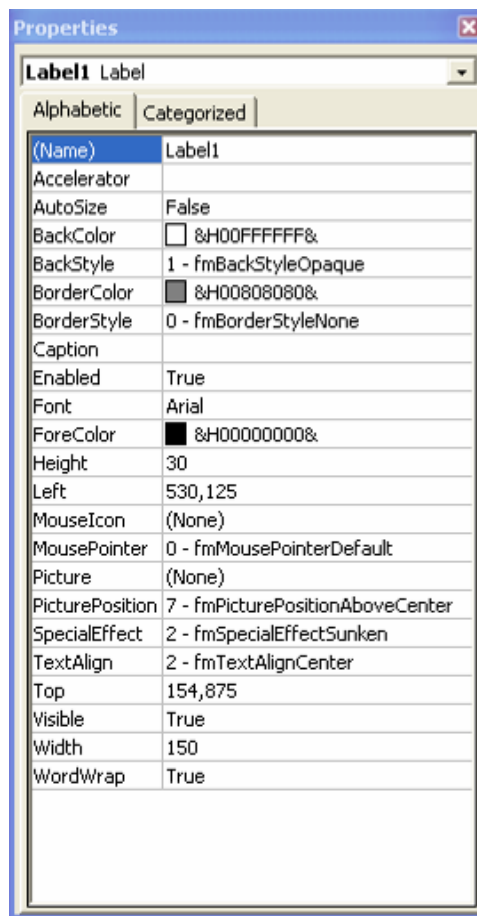 Properties
Label1 Label
Alphabetic Categorized
(Name) Label1
Accelerator
AutoSize False
BackColor &H00FFFFFF&
BackStyle 1 - fmBackStyleOpaque
BorderColor &H00808080&
BorderStyle 0 - fmBorderStyleNone
Caption
Enabled True
Font Arial
ForeColor &H00000000&
Height 30
Left 530,125
MouseIcon (None)
MousePointer 0 - fmMousePointerDefault
Picture (None)
PicturePosition 7 - fmPicturePositionAboveCenter
SpecialEffect 2 - fmSpecialEffectSunken
TextAlign 2 - fmTextAlignCenter
Top 154,875
Visible True
Width 150
WordWrap True